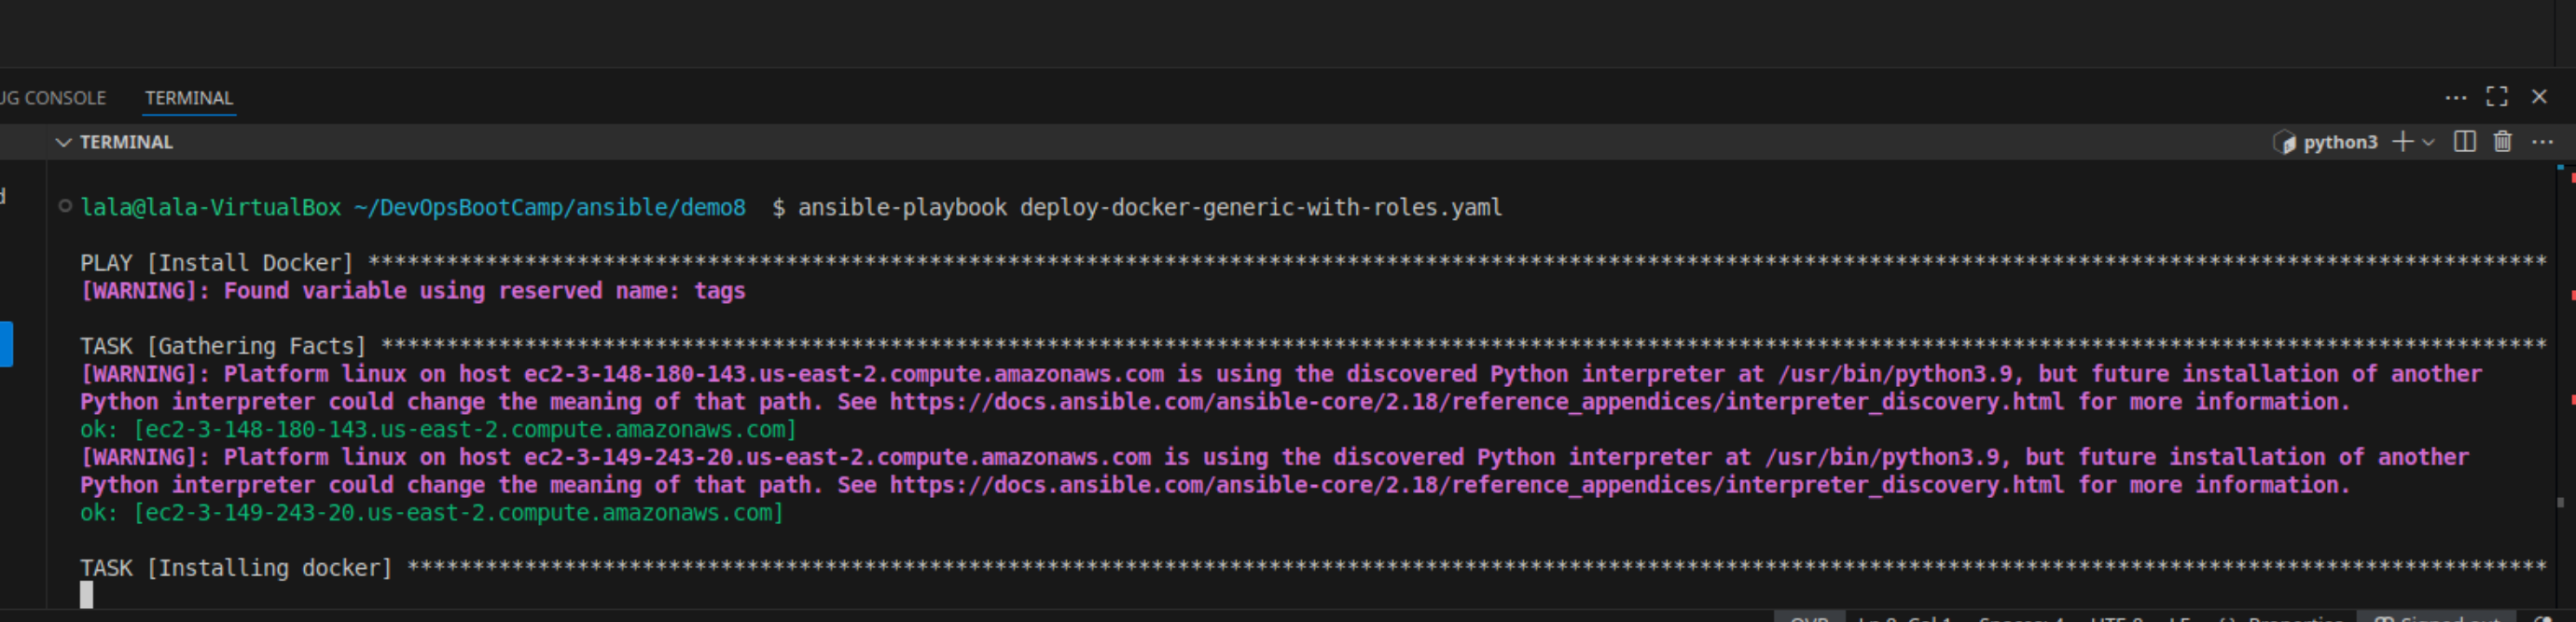 UG CONSOLE TERMINAL
TERMINAL python3
d
lala@lala-VirtualBox ~/DevOpsBootCamp/ansible/demo8 $ ansible-playbook deploy-docker-generic-with-roles.yaml
PLAY [Install Docker] **********************************************************************************************************************************************************************
[WARNING]: Found variable using reserved name: tags
TASK [Gathering Facts] *********************************************************************************************************************************************************************
[WARNING]: Platform linux on host ec2-3-148-180-143.us-east-2.compute.amazonaws.com is using the discovered Python interpreter at /usr/bin/python3.9, but future installation of another
Python interpreter could change the meaning of that path. See https://docs.ansible.com/ansible-core/2.18/reference_appendices/interpreter_discovery.html for more information.
ok: [ec2-3-148-180-143.us-east-2.compute.amazonaws.com]
[WARNING]: Platform linux on host ec2-3-149-243-20.us-east-2.compute.amazonaws.com is using the discovered Python interpreter at /usr/bin/python3.9, but future installation of another
Python interpreter could change the meaning of that path. See https://docs.ansible.com/ansible-core/2.18/reference_appendices/interpreter_discovery.html for more information.
ok: [ec2-3-149-243-20.us-east-2.compute.amazonaws.com]
TASK [Installing docker] *******************************************************************************************************************************************************************